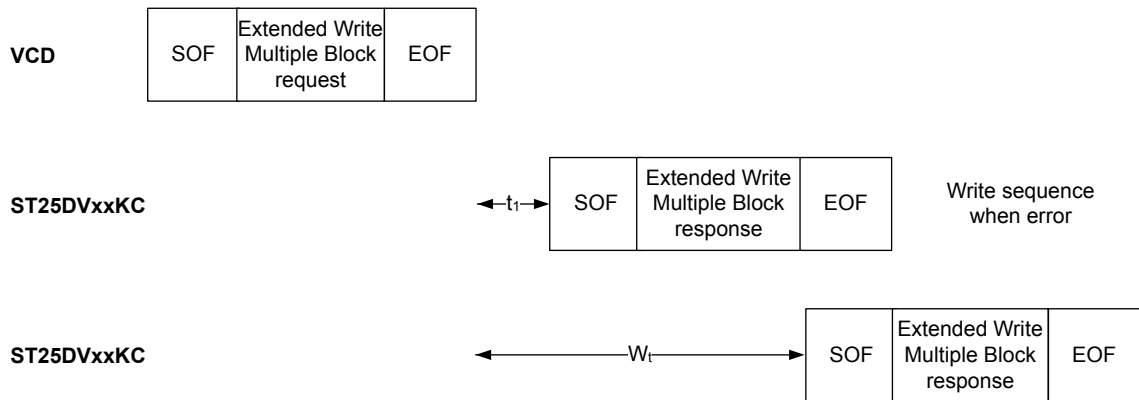 VCD
SOF
Extended Write
Multiple Block
request
EOF
ST25DVxxKC
t1
SOF
Extended Write
Multiple Block
response
EOF
Write sequence
when error
ST25DVxxKC
Wt
SOF
Extended Write
Multiple Block
response
EOF